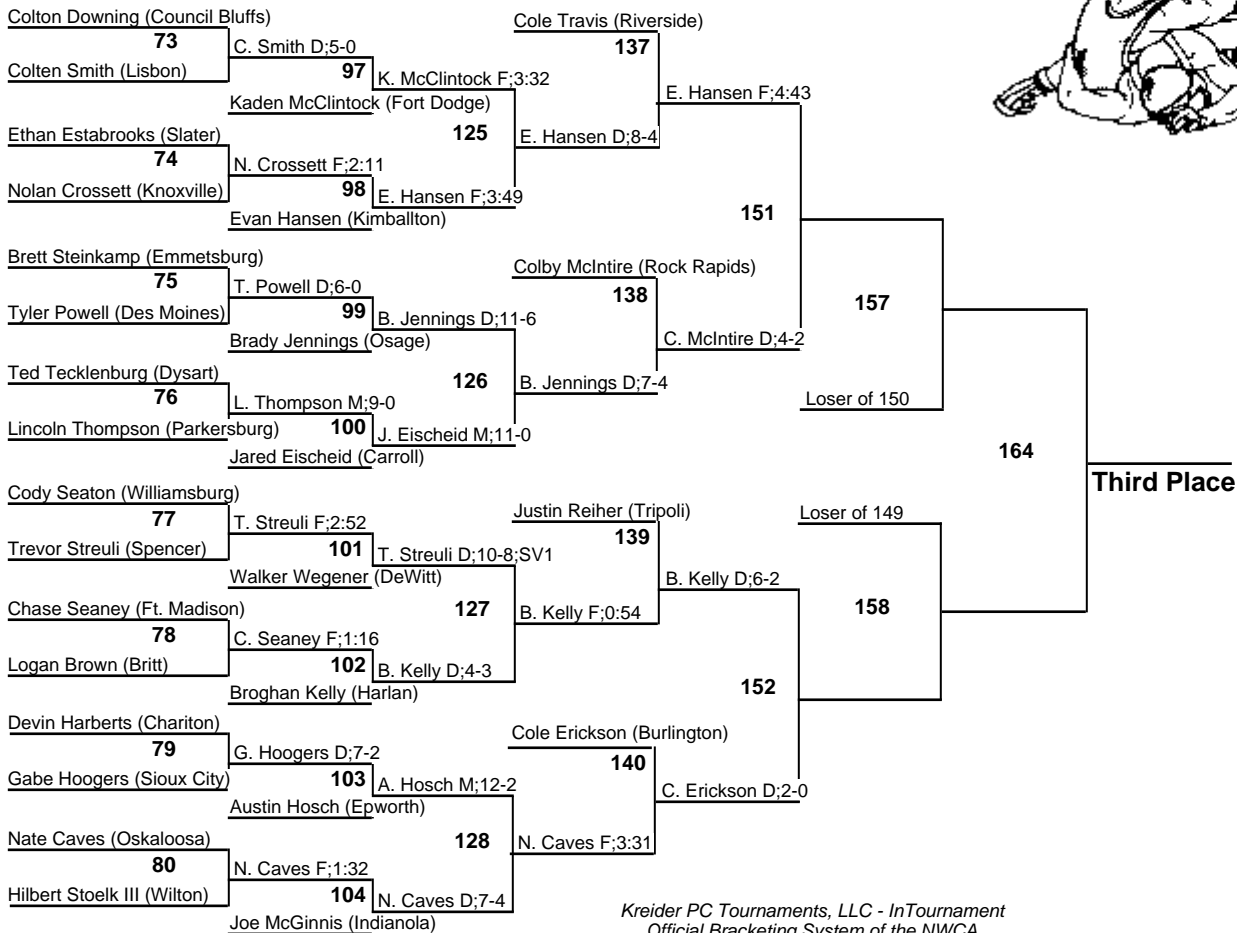 Colton Downing (Council Bluffs)
73
Colten Smith (Lisbon)
C. Smith D;5-0
97
Kaden McClintock (Fort Dodge)
K. McClintock F;3:32
Ethan Estabrooks (Slater)
74
Nolan Crossett (Knoxville)
N. Crossett F;2:11
98
Evan Hansen (Kimballton)
E. Hansen F;3:49
125
E. Hansen D;8-4
Cole Travis (Riverside)
137
E. Hansen F;4:43
Brett Steinkamp (Emmetsburg)
75
Tyler Powell (Des Moines)
T. Powell D;6-0
99
Brady Jennings (Osage)
B. Jennings D;11-6
Ted Tecklenburg (Dysart)
76
Lincoln Thompson (Parkersburg)
L. Thompson M;9-0
100
Jared Eischeid (Carroll)
J. Eischeid M;11-0
126
B. Jennings D;7-4
Colby McIntire (Rock Rapids)
138
C. McIntire D;4-2
151
157
Loser of 150
Cody Seaton (Williamsburg)
77
Trevor Streuli (Spencer)
T. Streuli F;2:52
101
Walker Wegener (DeWitt)
T. Streuli D;10-8;SV1
Chase Seaney (Ft. Madison)
78
Logan Brown (Britt)
C. Seaney F;1:16
102
Broghan Kelly (Harlan)
B. Kelly D;4-3
127
B. Kelly F;0:54
Justin Reiher (Tripoli)
139
B. Kelly D;6-2
Devin Harberts (Chariton)
79
Gabe Hoogers (Sioux City)
G. Hoogers D;7-2
103
Austin Hosch (Epworth)
A. Hosch M;12-2
Nate Caves (Oskaloosa)
80
Hilbert Stoelk III (Wilton)
N. Caves F;1:32
104
Joe McGinnis (Indianola)
N. Caves D;7-4
128
N. Caves F;3:31
Cole Erickson (Burlington)
140
C. Erickson D;2-0
152
Loser of 149
158
164
Third Place
Kreider PC Tournaments, LLC - InTournament
Official Bracketing System of the NWCA